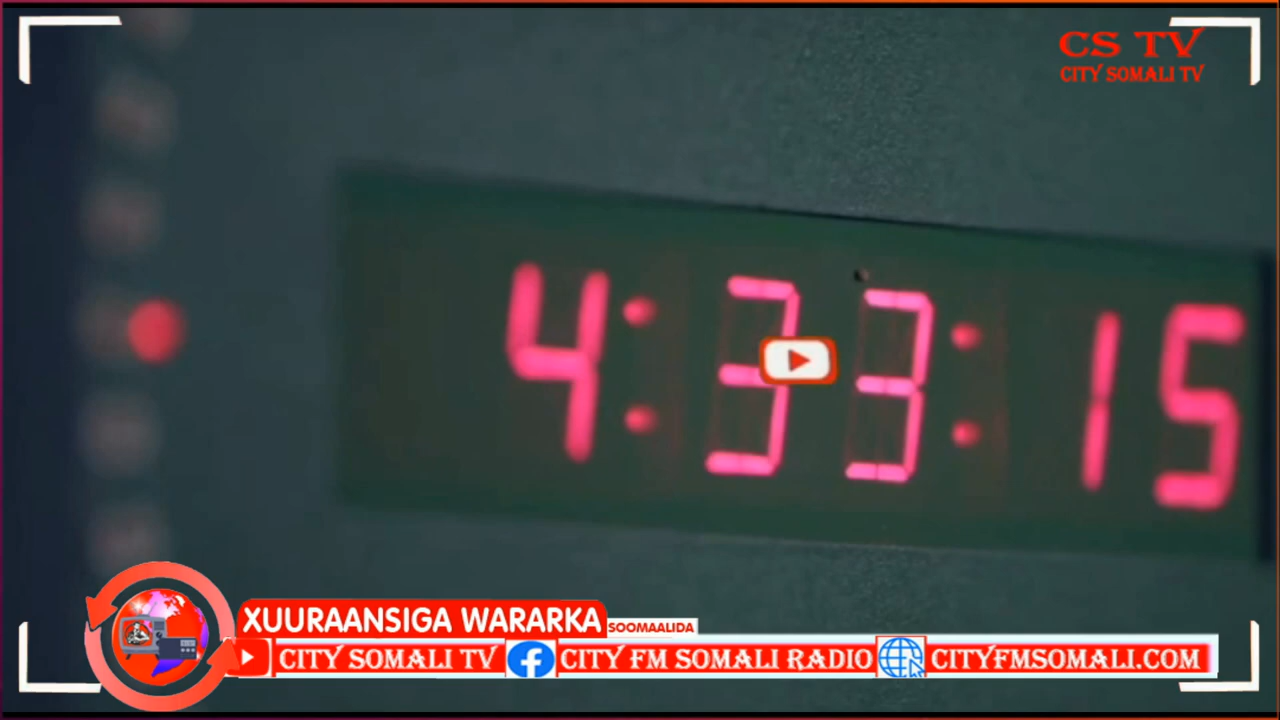 CS TV
CITY SOMALI TV
4:33:15
XUURAANSIGA WARARKA
SOOMAALIDA
CITY SOMALI TV CITY FM SOMALI RADIO CITYFMSOMALI.COM